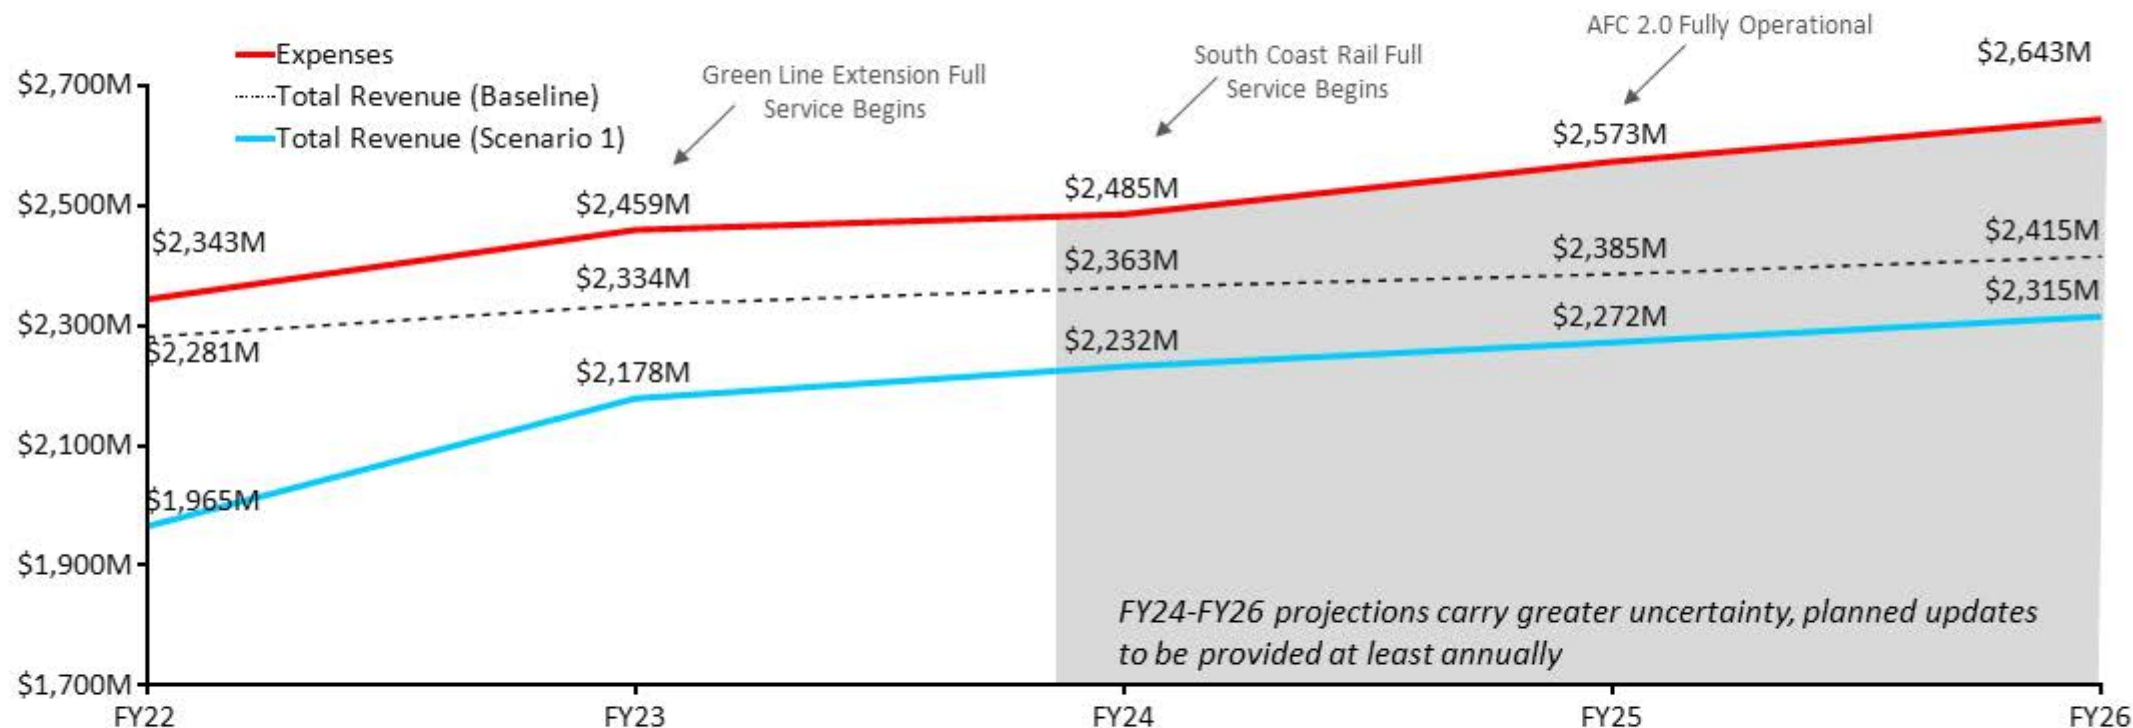 AFC 2.0 Fully Operational
Expenses
South Coast Rail Full
Service Begins
$2,643M
Green Line Extension Full
Service Begins
$2,700M
Total Revenue (Baseline)
Total Revenue (Scenario 1)
$2,573M
$2,485M
$2,459M
$2,500M
$2,343M
$2,415M
$2,385M
$2,363M
$2,334M
$2,315M
$2,300M
$2,272M
$2,281M
$2,232M
$2,178M
$2,100M
$1,965M
$1,900M
FY24-FY26 projections carry greater uncertainty, planned updates
to be provided at least annually
$1,700M
FY22
FY23
FY24
FY25
FY26